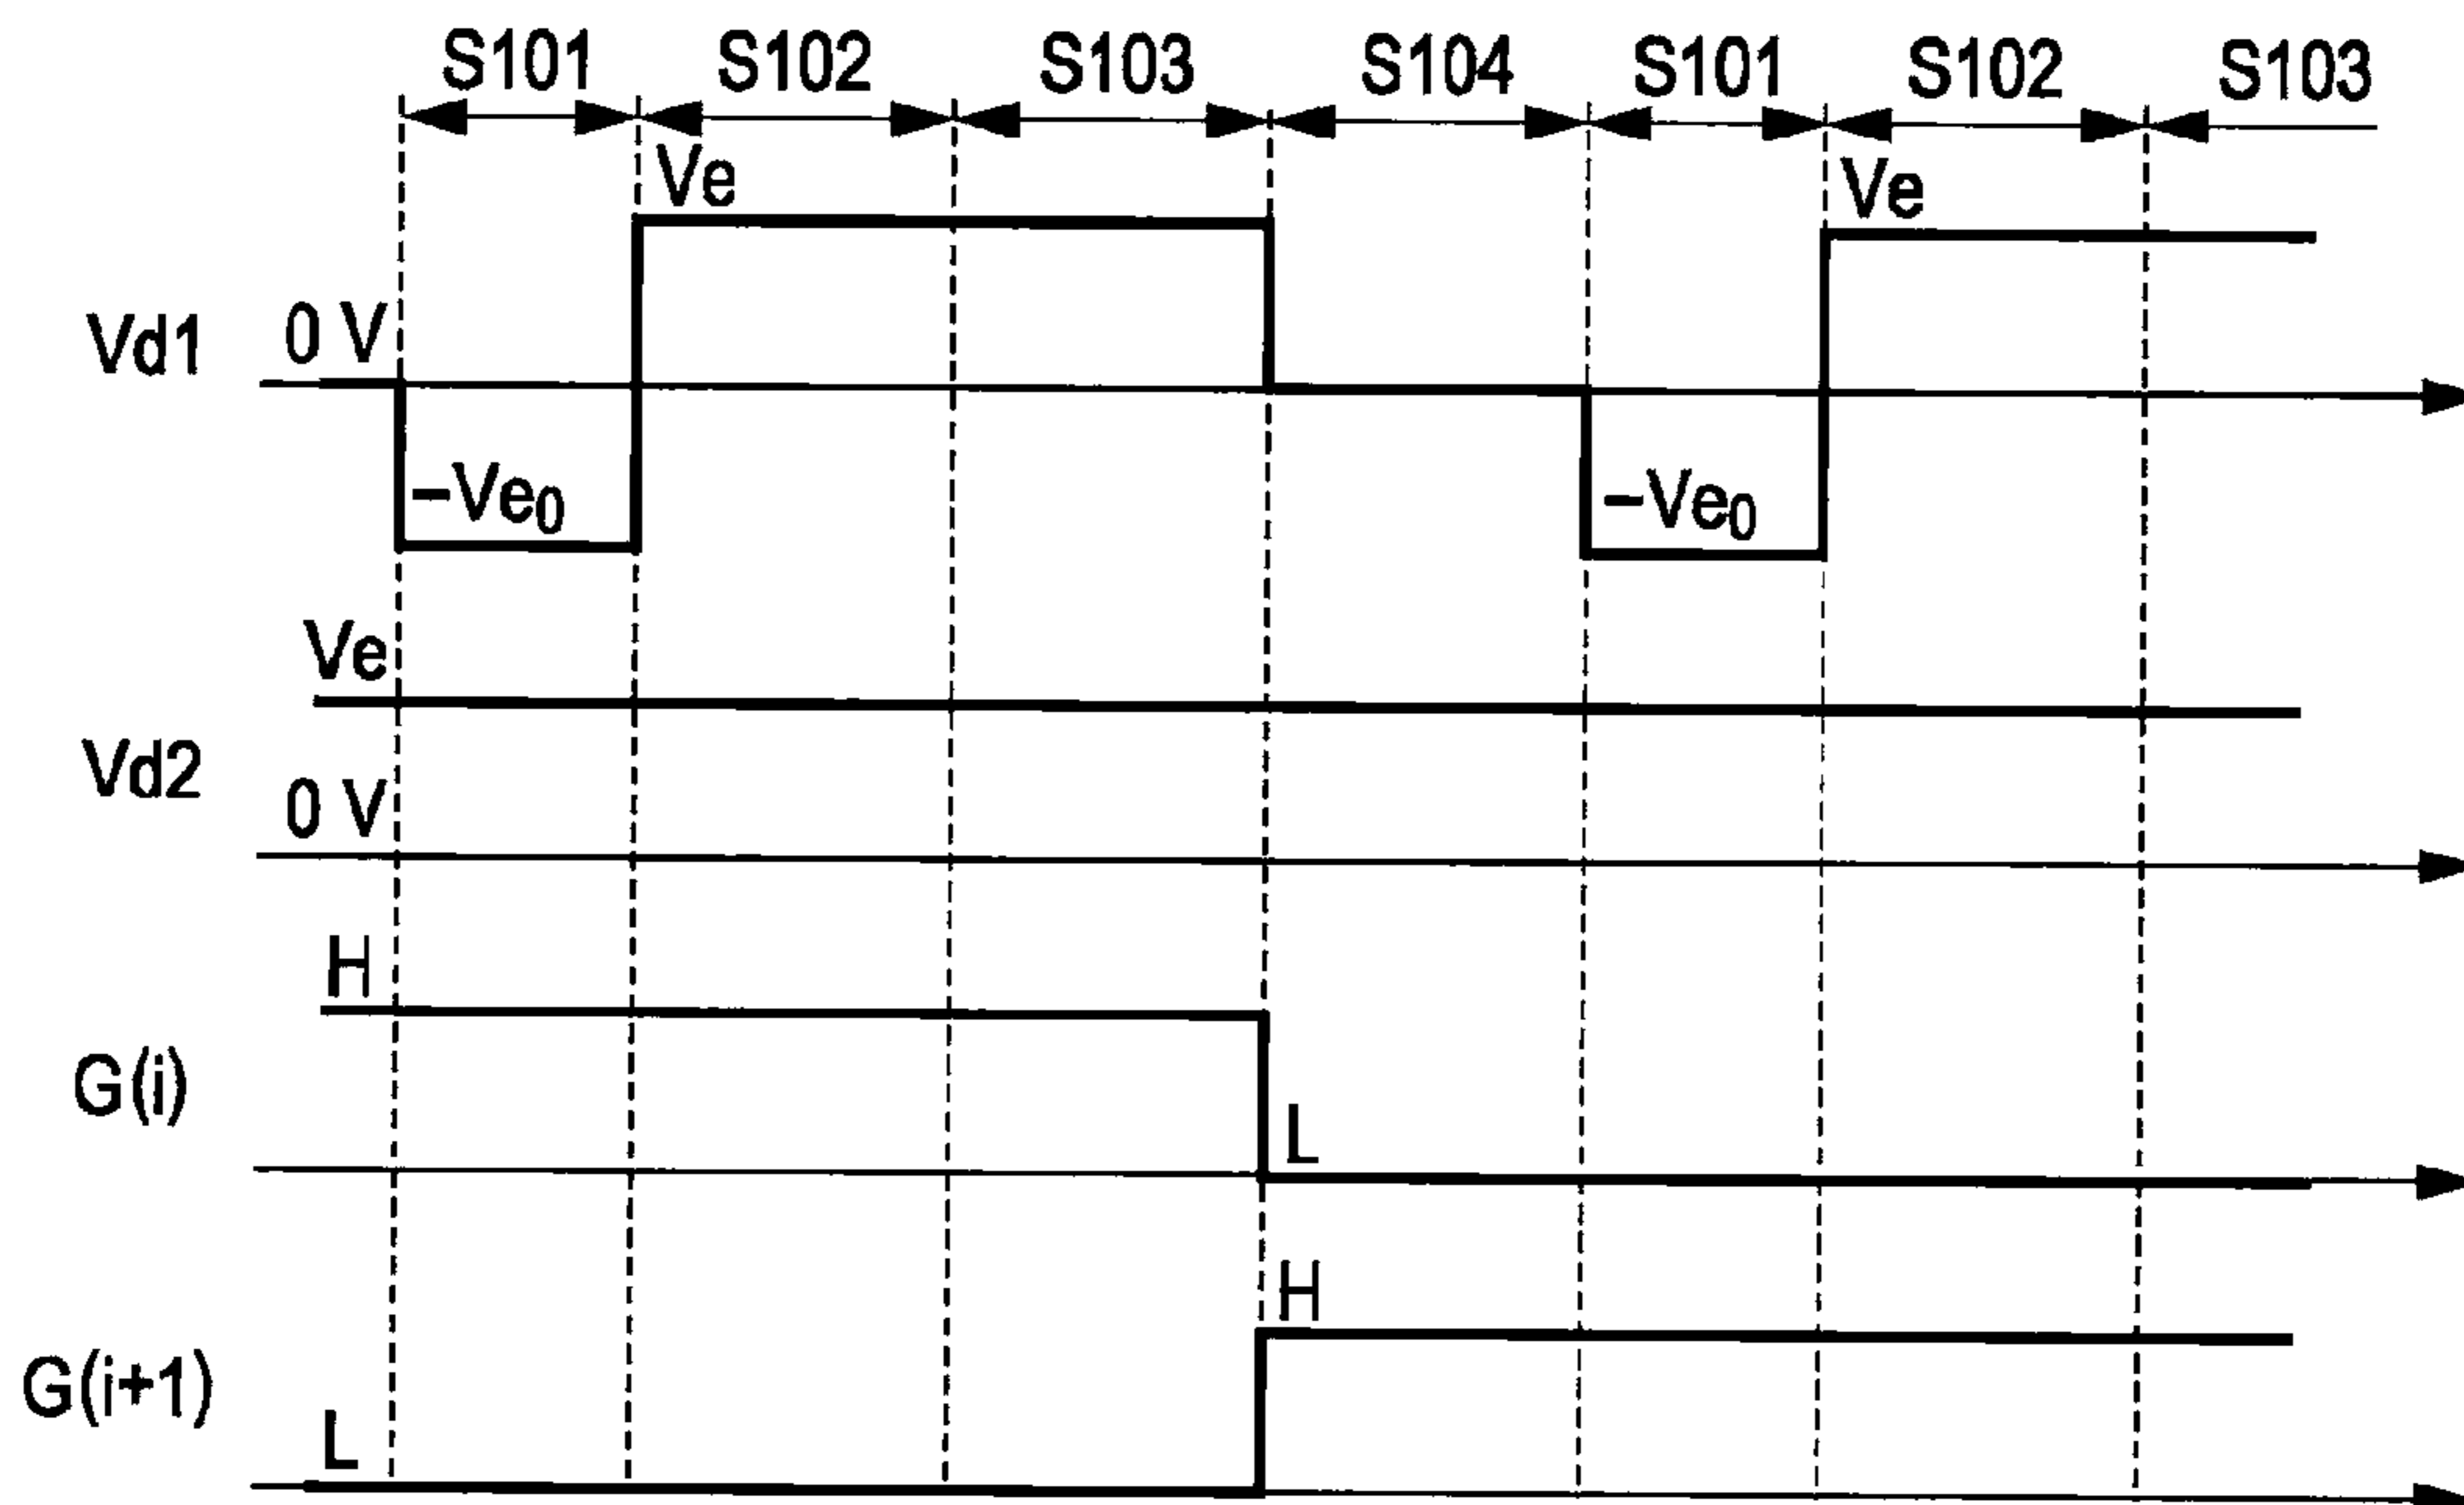 S101 S102 S103 S104 S101 S102 S103
Ve Ve
Vd1 0 V
−Ve0 −Ve0
Ve
Vd2
0 V
H
G(i)
L
H
G(i+1)
L